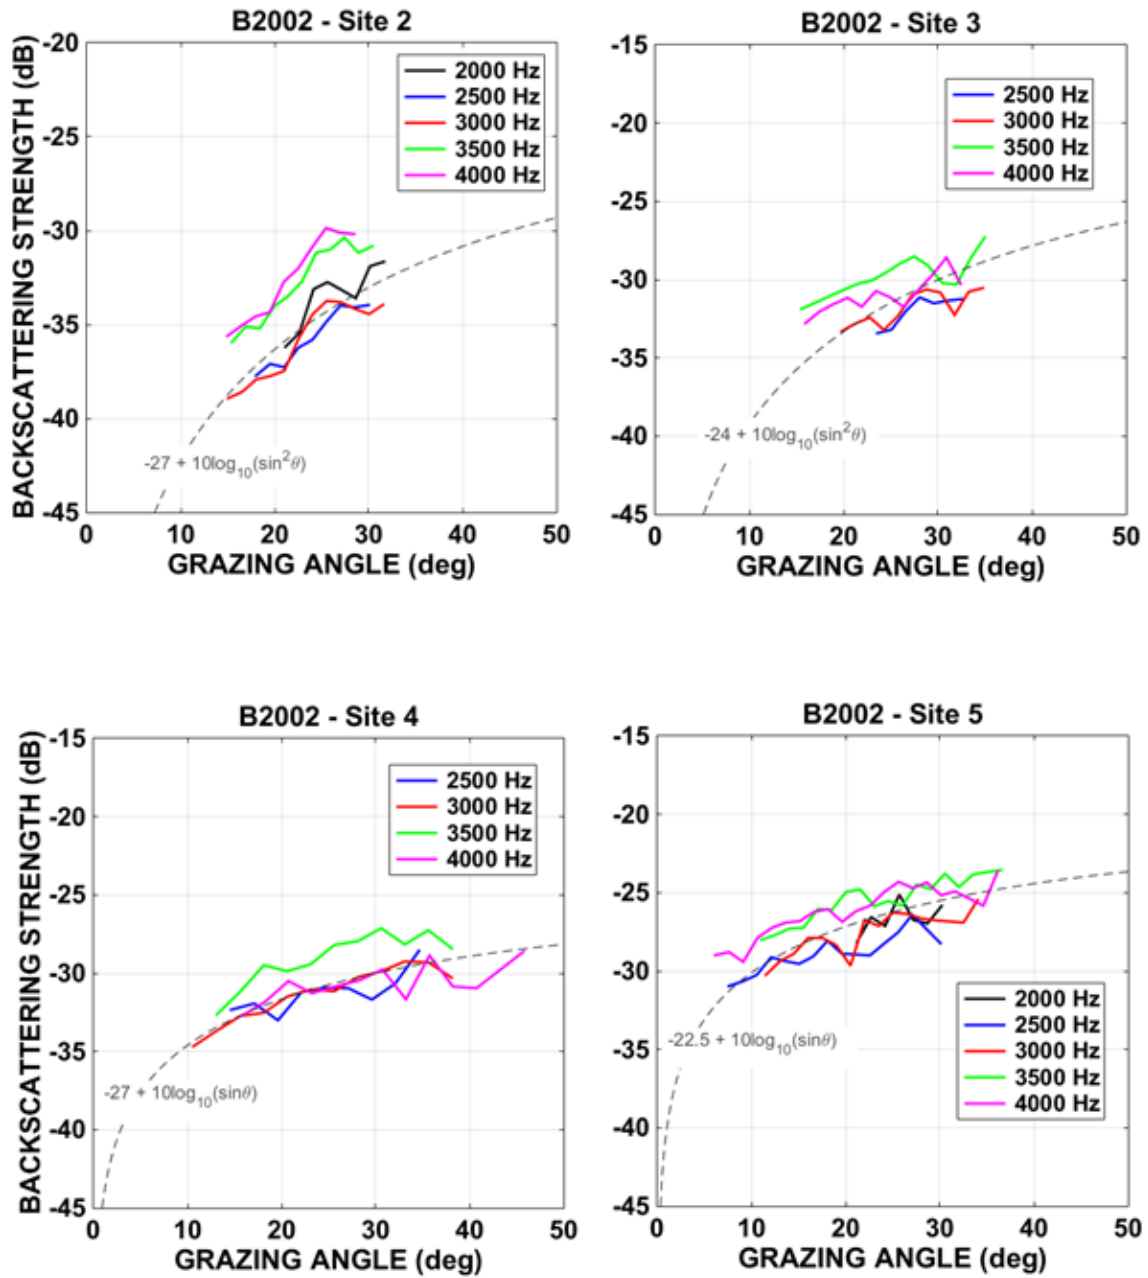 B2002 - Site 2
BACKSCATTERING STRENGTH (dB)
-20
-25
-30
-35
-40
-45
2000 Hz
2500 Hz
3000 Hz
3500 Hz
4000 Hz
-27 + 10log10(sin2θ)
0 10 20 30 40 50
GRAZING ANGLE (deg)
B2002 - Site 3
-15
-20
-25
-30
-35
-40
-45
2500 Hz
3000 Hz
3500 Hz
4000 Hz
-24 + 10log10(sin2θ)
0 10 20 30 40 50
GRAZING ANGLE (deg)
B2002 - Site 4
BACKSCATTERING STRENGTH (dB)
-15
-20
-25
-30
-35
-40
-45
2500 Hz
3000 Hz
3500 Hz
4000 Hz
-27 + 10log10(sinθ)
0 10 20 30 40 50
GRAZING ANGLE (deg)
B2002 - Site 5
-15
-20
-25
-30
-35
-40
-45
2000 Hz
2500 Hz
3000 Hz
3500 Hz
4000 Hz
-22.5 + 10log10(sinθ)
0 10 20 30 40 50
GRAZING ANGLE (deg)